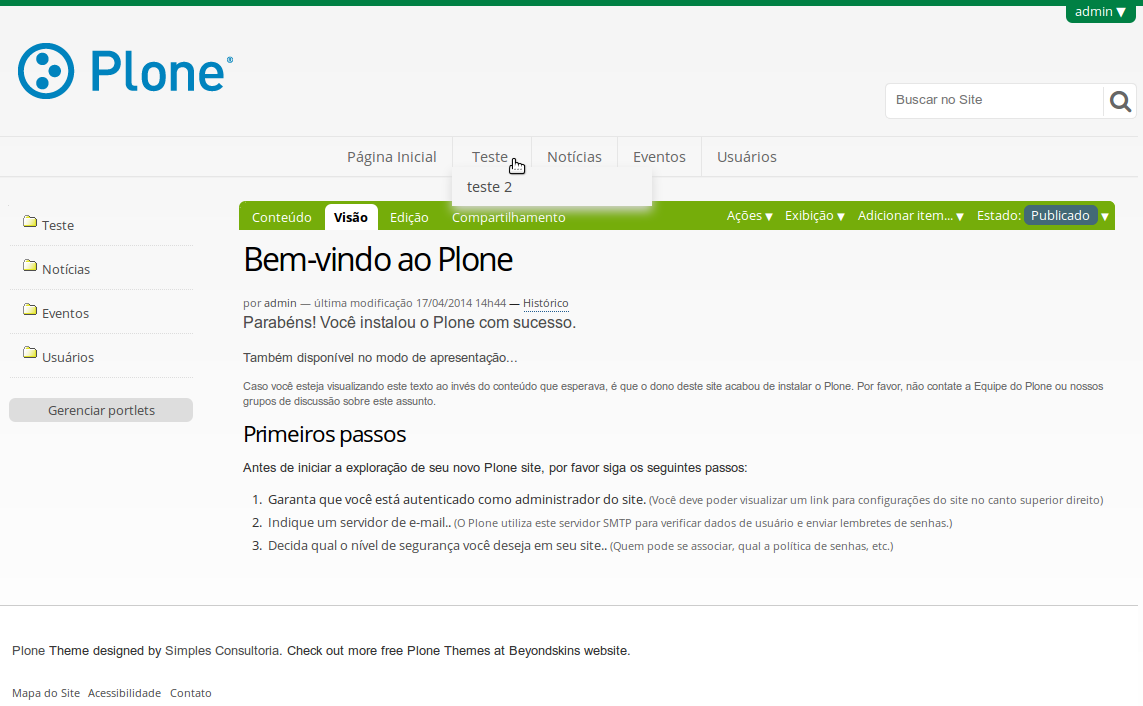 admin ▼
Plone®
Buscar no Site
Página Inicial Teste Notícias Eventos Usuários
teste 2
Teste
Notícias
Eventos
Usuários
Gerenciar portlets
Conteúdo Visão Edição Compartilhamento Ações ▼ Exibição ▼ Adicionar item... ▼ Estado: Publicado ▼
Bem-vindo ao Plone
por admin — última modificação 17/04/2014 14h44 — Histórico
Parabéns! Você instalou o Plone com sucesso.
Também disponível no modo de apresentação...
Caso você esteja visualizando este texto ao invés do conteúdo que esperava, é que o dono deste site acabou de instalar o Plone. Por favor, não contate a Equipe do Plone ou nossos
grupos de discussão sobre este assunto.
Primeiros passos
Antes de iniciar a exploração de seu novo Plone site, por favor siga os seguintes passos:
1. Garanta que você está autenticado como administrador do site. (Você deve poder visualizar um link para configurações do site no canto superior direito)
2. Indique um servidor de e-mail.. (O Plone utiliza este servidor SMTP para verificar dados de usuário e enviar lembretes de senhas.)
3. Decida qual o nível de segurança você deseja em seu site.. (Quem pode se associar, qual a política de senhas, etc.)
Plone Theme designed by Simples Consultoria. Check out more free Plone Themes at Beyondskins website.
Mapa do Site Acessibilidade Contato